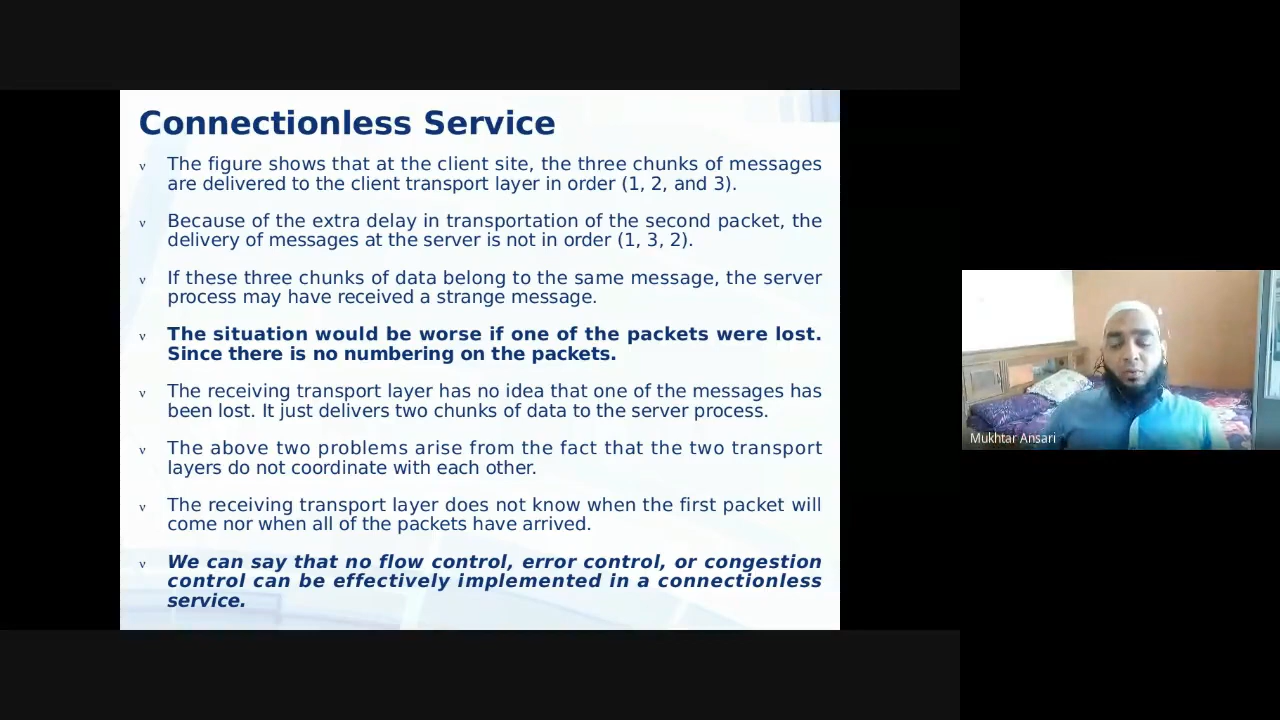 Connectionless Service
The figure shows that at the client site, the three chunks of messages
are delivered to the client transport layer in order (1, 2, and 3).
Because of the extra delay in transportation of the second packet, the
delivery of messages at the server is not in order (1, 3, 2).
If these three chunks of data belong to the same message, the server
process may have received a strange message.
The situation would be worse if one of the packets were lost.
Since there is no numbering on the packets.
The receiving transport layer has no idea that one of the messages has
been lost. It just delivers two chunks of data to the server process.
The above two problems arise from the fact that the two transport
layers do not coordinate with each other.
The receiving transport layer does not know when the first packet will
come nor when all of the packets have arrived.
We can say that no flow control, error control, or congestion
control can be effectively implemented in a connectionless
service.
Mukhtar Ansari